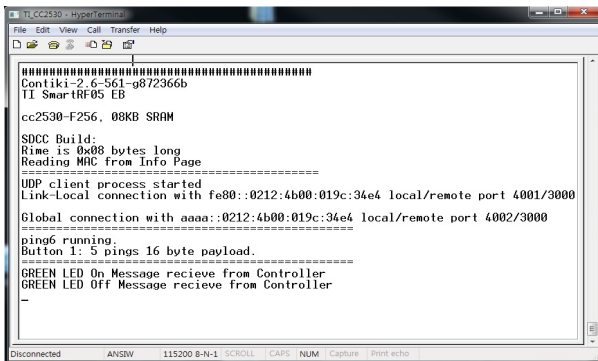 TI_CC2530 - HyperTerminal
File Edit View Call Transfer Help
##########################################
Contiki-2.6-561-g872366b
TI SmartRF05 EB
cc2530-F256, 08KB SRAM
SDCC Build:
Rime is 0x08 bytes long
Reading MAC from Info Page
===========================================
UDP client process started
Link-Local connection with fe80::0212:4b00:019c:34e4 local/remote port 4001/3000
Global connection with aaaa::0212:4b00:019c:34e4 local/remote port 4002/3000
================================================
ping6 running.
Button 1: 5 pings 16 byte payload.
================================================
GREEN LED On Message recieve from Controller
GREEN LED Off Message recieve from Controller
_
Disconnected ANSIW 115200 8-N-1 SCROLL CAPS NUM Capture Print echo